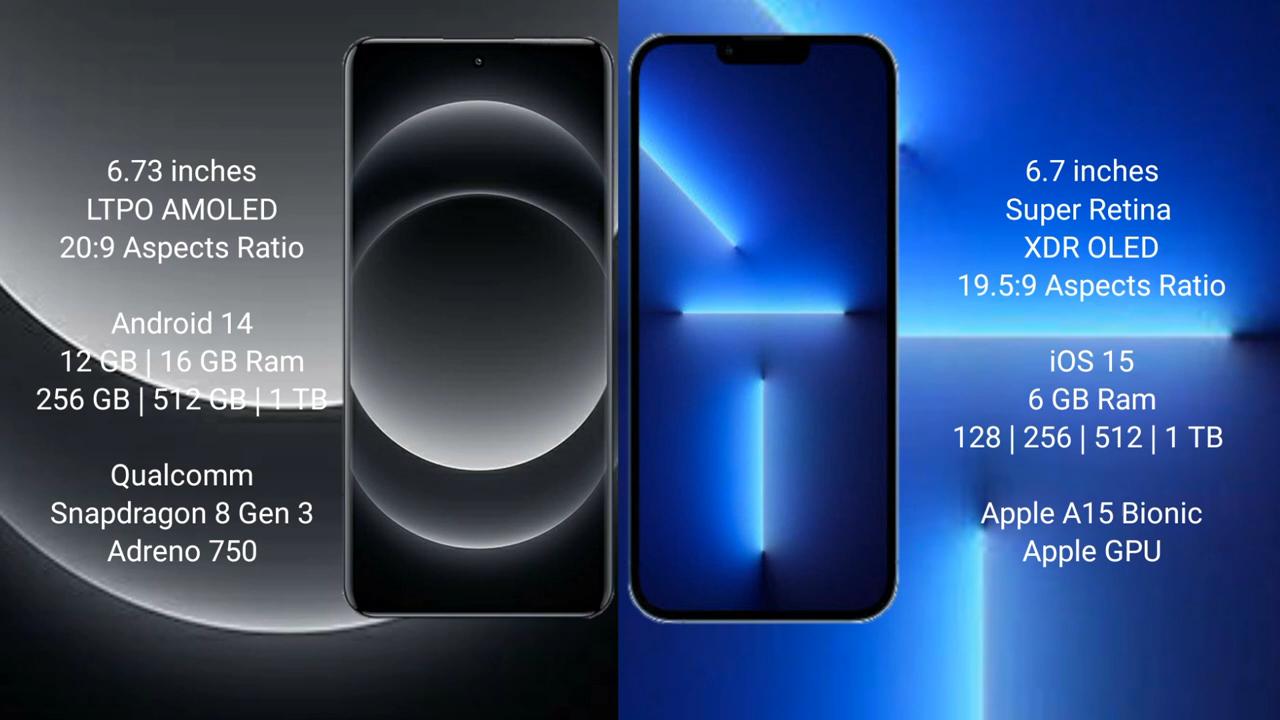 6.73 inches
LTPO AMOLED
20:9 Aspects Ratio
Android 14
12 GB | 16 GB Ram
256 GB | 512 GB | 1 TB
Qualcomm
Snapdragon 8 Gen 3
Adreno 750
6.7 inches
Super Retina
XDR OLED
19.5:9 Aspects Ratio
iOS 15
6 GB Ram
128 | 256 | 512 | 1 TB
Apple A15 Bionic
Apple GPU